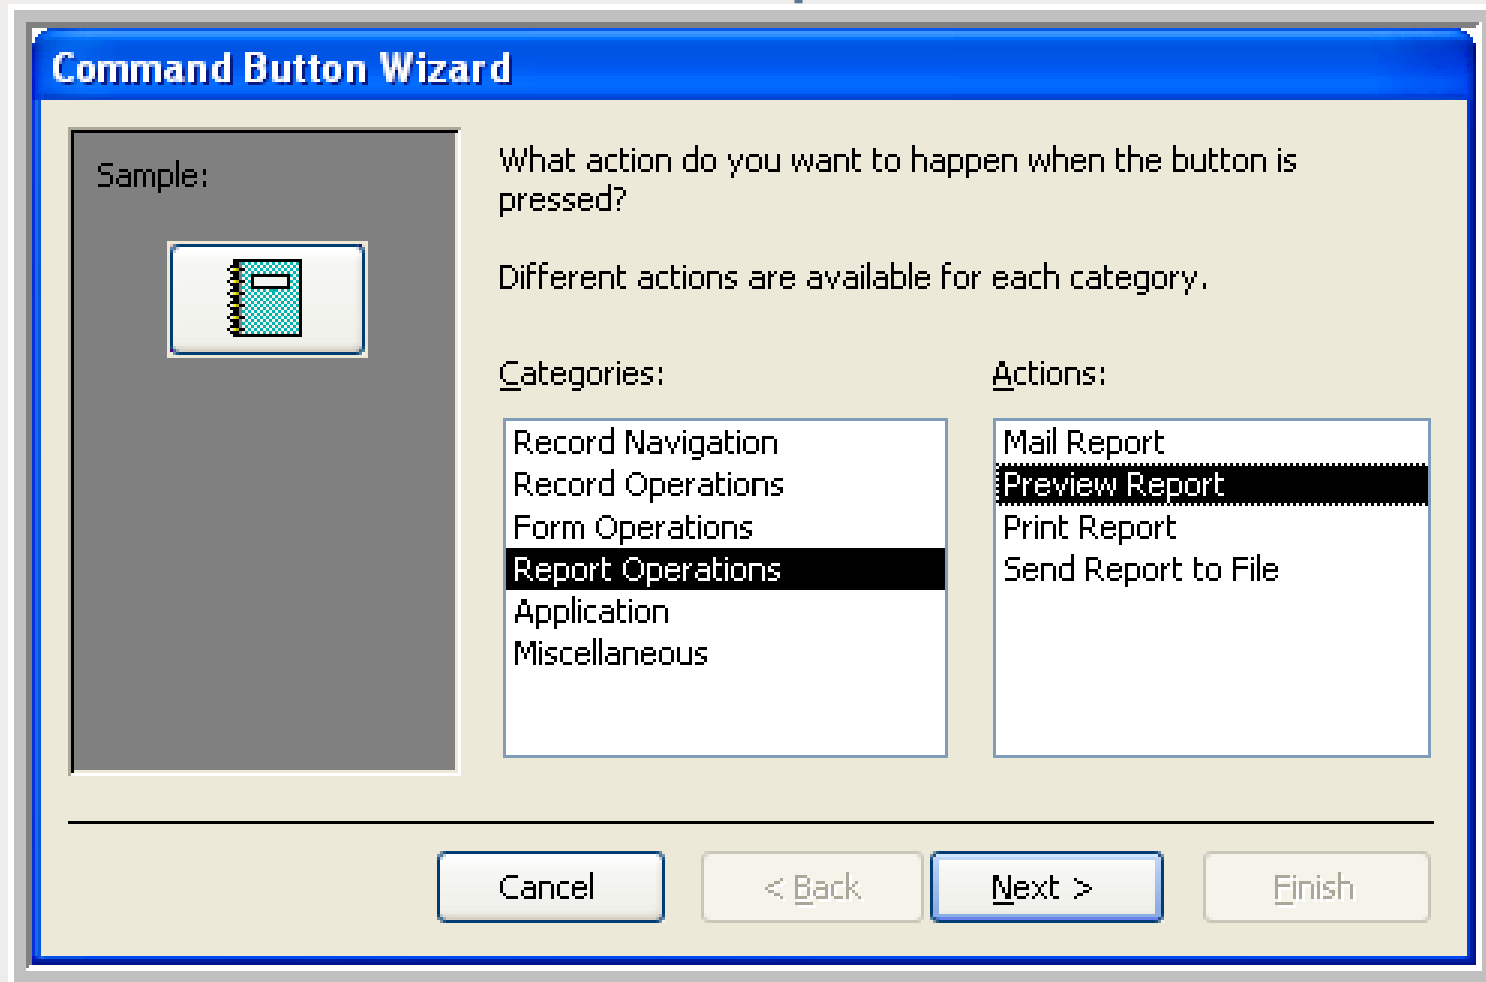 Command Button Wizard
Sample:
What action do you want to happen when the button is
pressed?
Different actions are available for each category.
Categories:
Actions:
Record Navigation
Record Operations
Form Operations
Report Operations
Application
Miscellaneous
Mail Report
Preview Report
Print Report
Send Report to File
Cancel
< Back
Next >
Finish